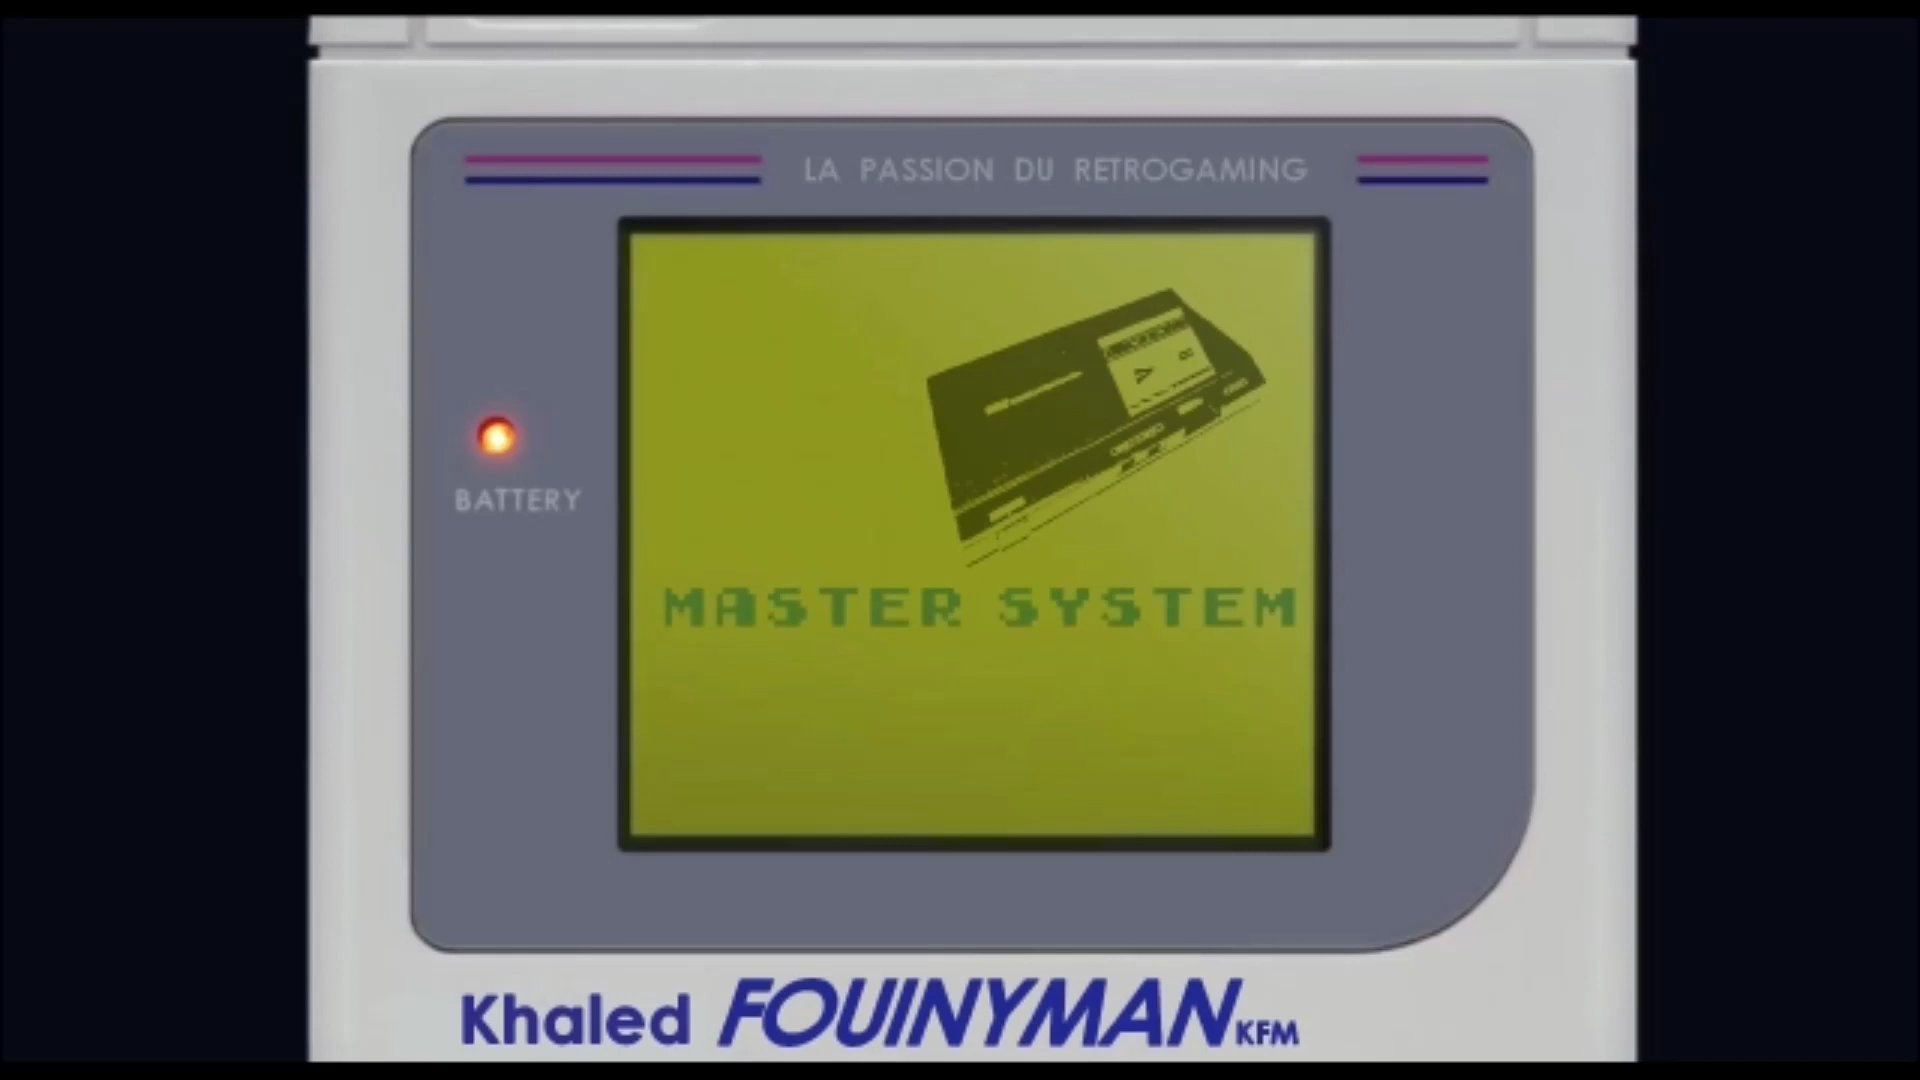 LA PASSION DU RETROGAMING
BATTERY
MASTER SYSTEM
Khaled FOUINYMAN KFM